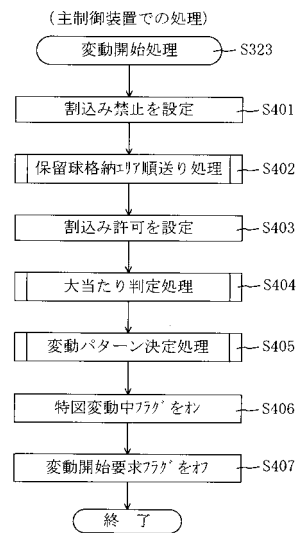 (主制御装置での処理)
変動開始処理 S323
割込み禁止を設定 S401
保留球格納ｴﾘｱ順送り処理 S402
割込み許可を設定 S403
大当たり判定処理 S404
変動パターン決定処理 S405
特図変動中ﾌﾗｸﾞをｵﾝ S406
変動開始要求ﾌﾗｸﾞをｵﾌ S407
終了